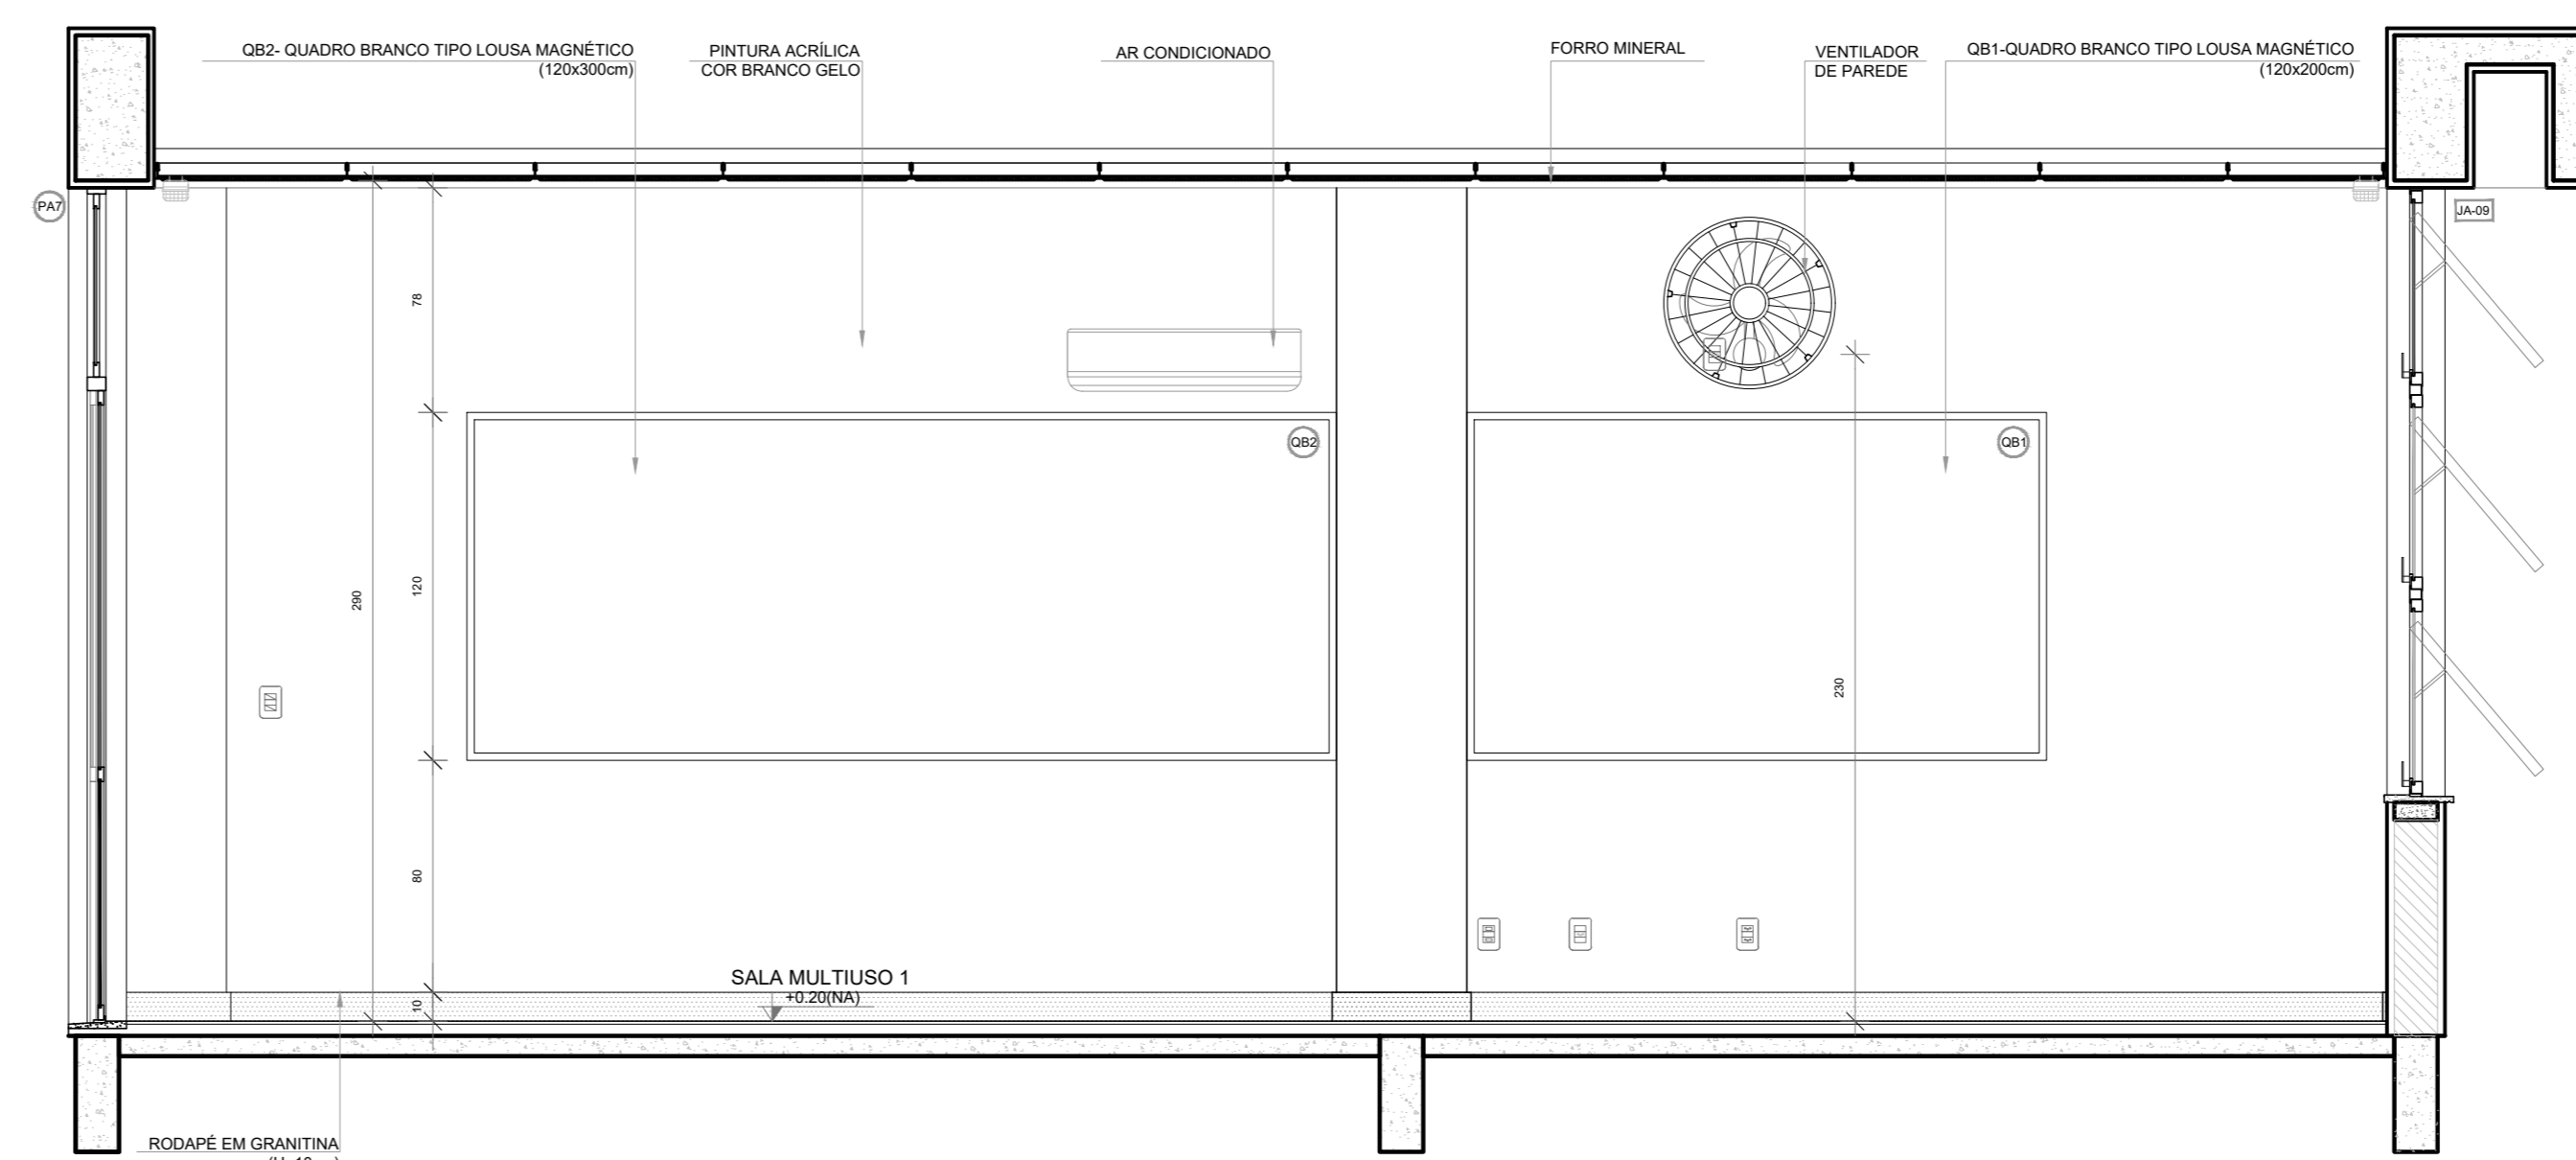 QB2- QUADRO BRANCO TIPO LOUSA MAGNÉTICO
(120x300cm)
PINTURA ACRÍLICA
COR BRANCO GELO
AR CONDICIONADO
FORRO MINERAL
VENTILADOR
DE PAREDE
QB1-QUADRO BRANCO TIPO LOUSA MAGNÉTICO
(120x200cm)
PA7
JA-09
78
QB2
QB1
290
120
230
80
SALA MULTIUSO 1
+0.20(NA)
10
RODAPÉ EM GRANITINA